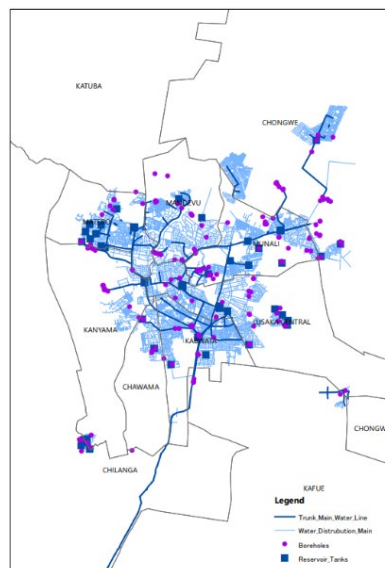 KATUBA
CHONGWE
MANDEVU
MATERO
MUNALI
KANYAMA
LUSAKA CENTRAL
KABWATA
CHAWAMA
CHONGW
CHILANGA
KAFUE
Legend
Trunk_Main_Water_Line
Water_Distrubution_Main
Boreholes
Reservoir_Tanks